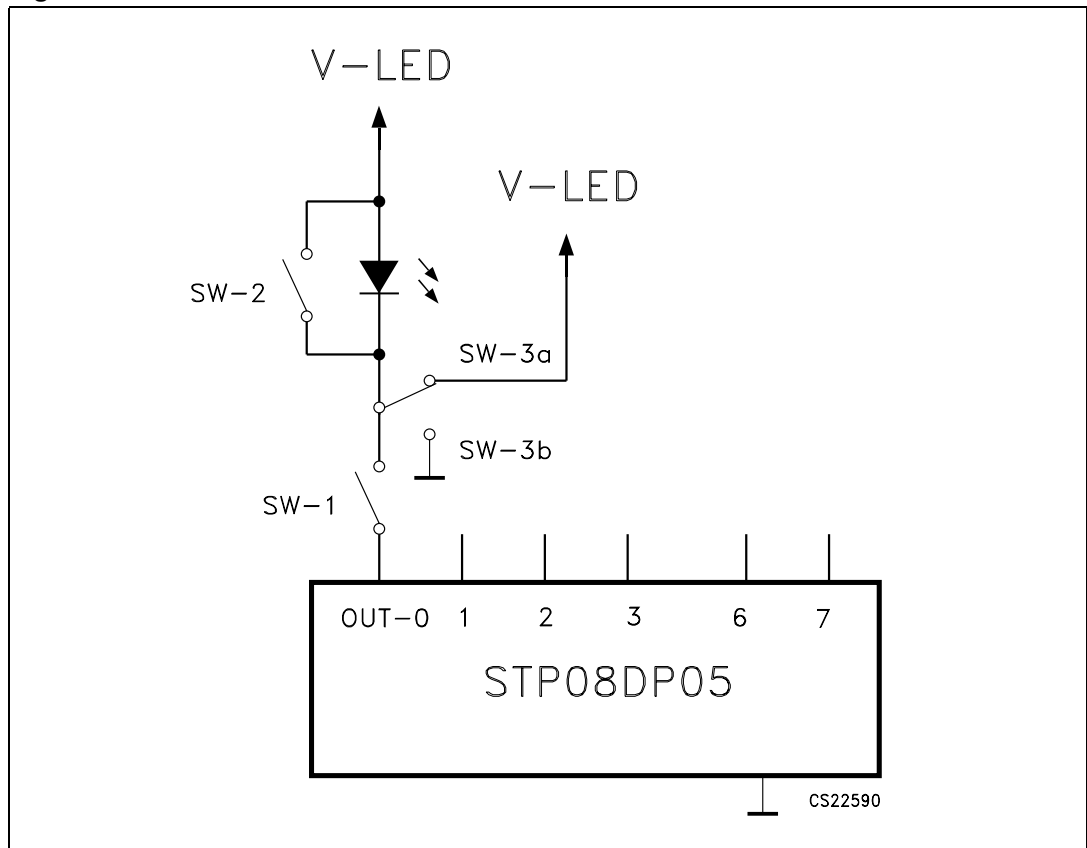 V-LED
V-LED
SW-2
SW-3a
SW-3b
SW-1
OUT-0 1 2 3 6 7
STP08DP05
CS22590